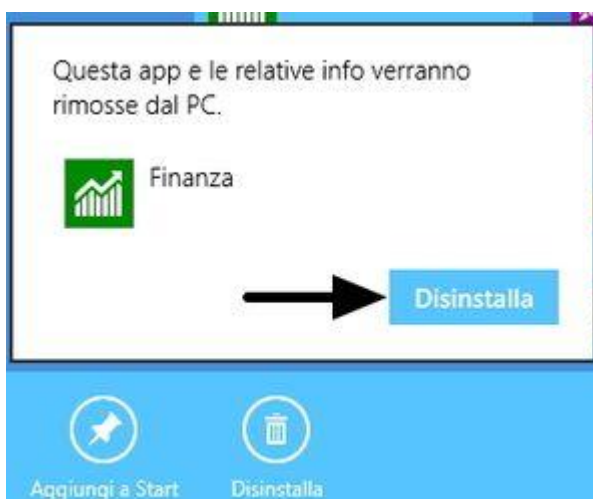 Questa app e le relative info verranno
rimosse dal PC.
Finanza
Disinstalla
Aggiungi a Start
Disinstalla